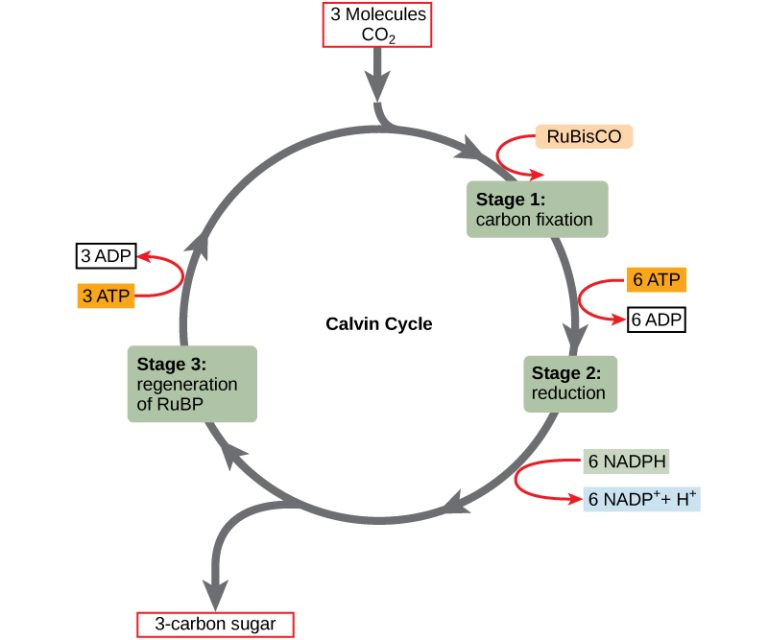 3 Molecules
CO₂
RuBisCO
Stage 1:
carbon fixation
3 ADP
3 ATP
6 ATP
6 ADP
Calvin Cycle
Stage 3:
regeneration
of RuBP
Stage 2:
reduction
6 NADPH
6 NADP⁺+ H⁺
3-carbon sugar